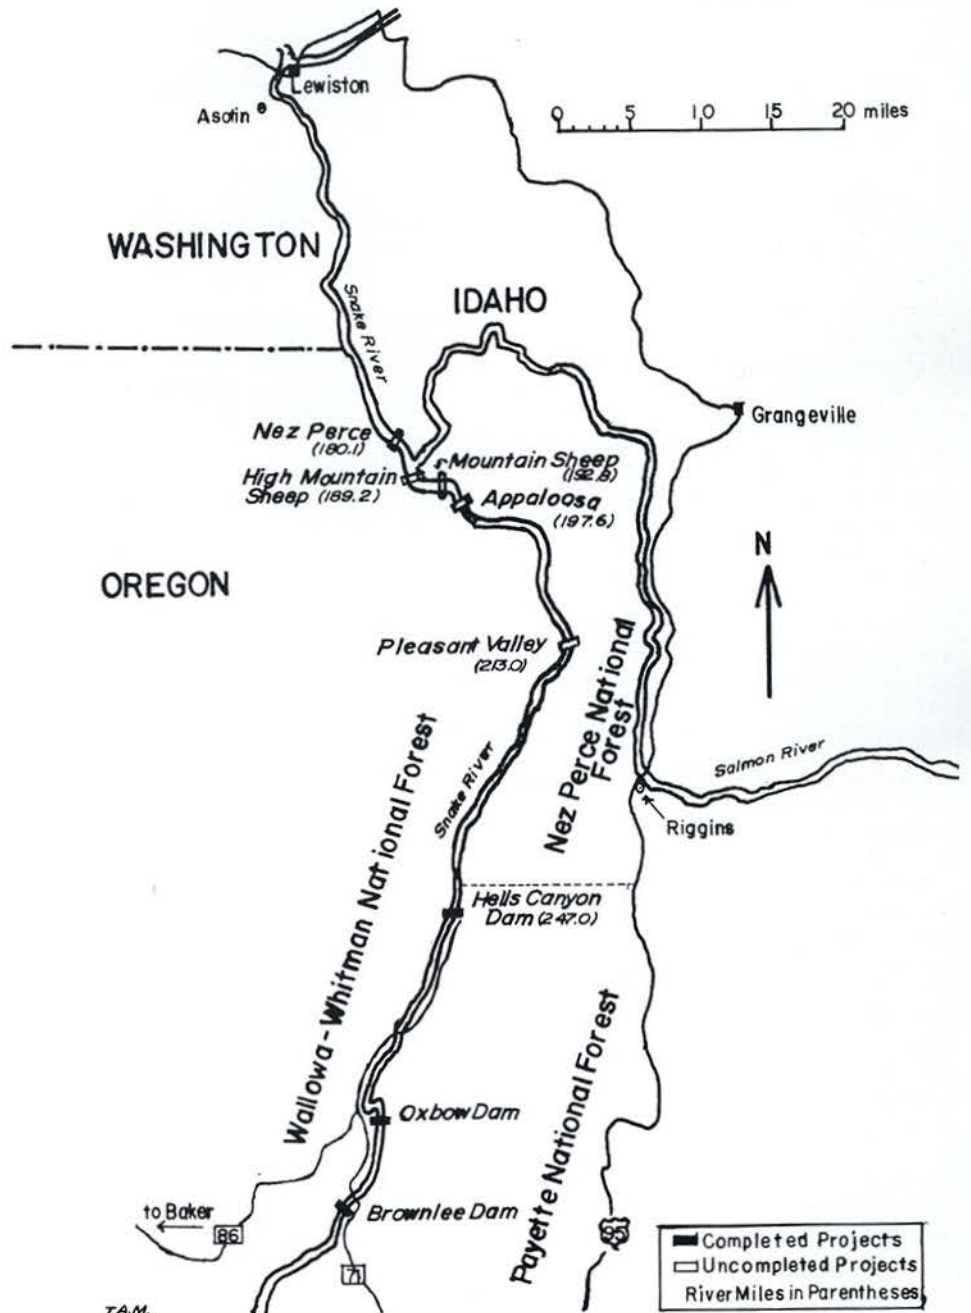 Lewiston
Asotin
0 5 10 15 20 miles
WASHINGTON
IDAHO
Snake River
Grangeville
Nez Perce
(180.1)
Mountain Sheep
(192.8)
High Mountain
Sheep (189.2)
Appaloosa
(197.6)
N
OREGON
Pleasant Valley
(213.0)
Nez Perce National
Forest
Snake River
Salmon River
Riggins
Wallowa-Whitman National Forest
Hells Canyon
Dam (247.0)
Payette National Forest
Oxbow Dam
to Baker
86
Brownlee Dam
71
95
Completed Projects
Uncompleted Projects
River Miles in Parentheses
T.A.M.